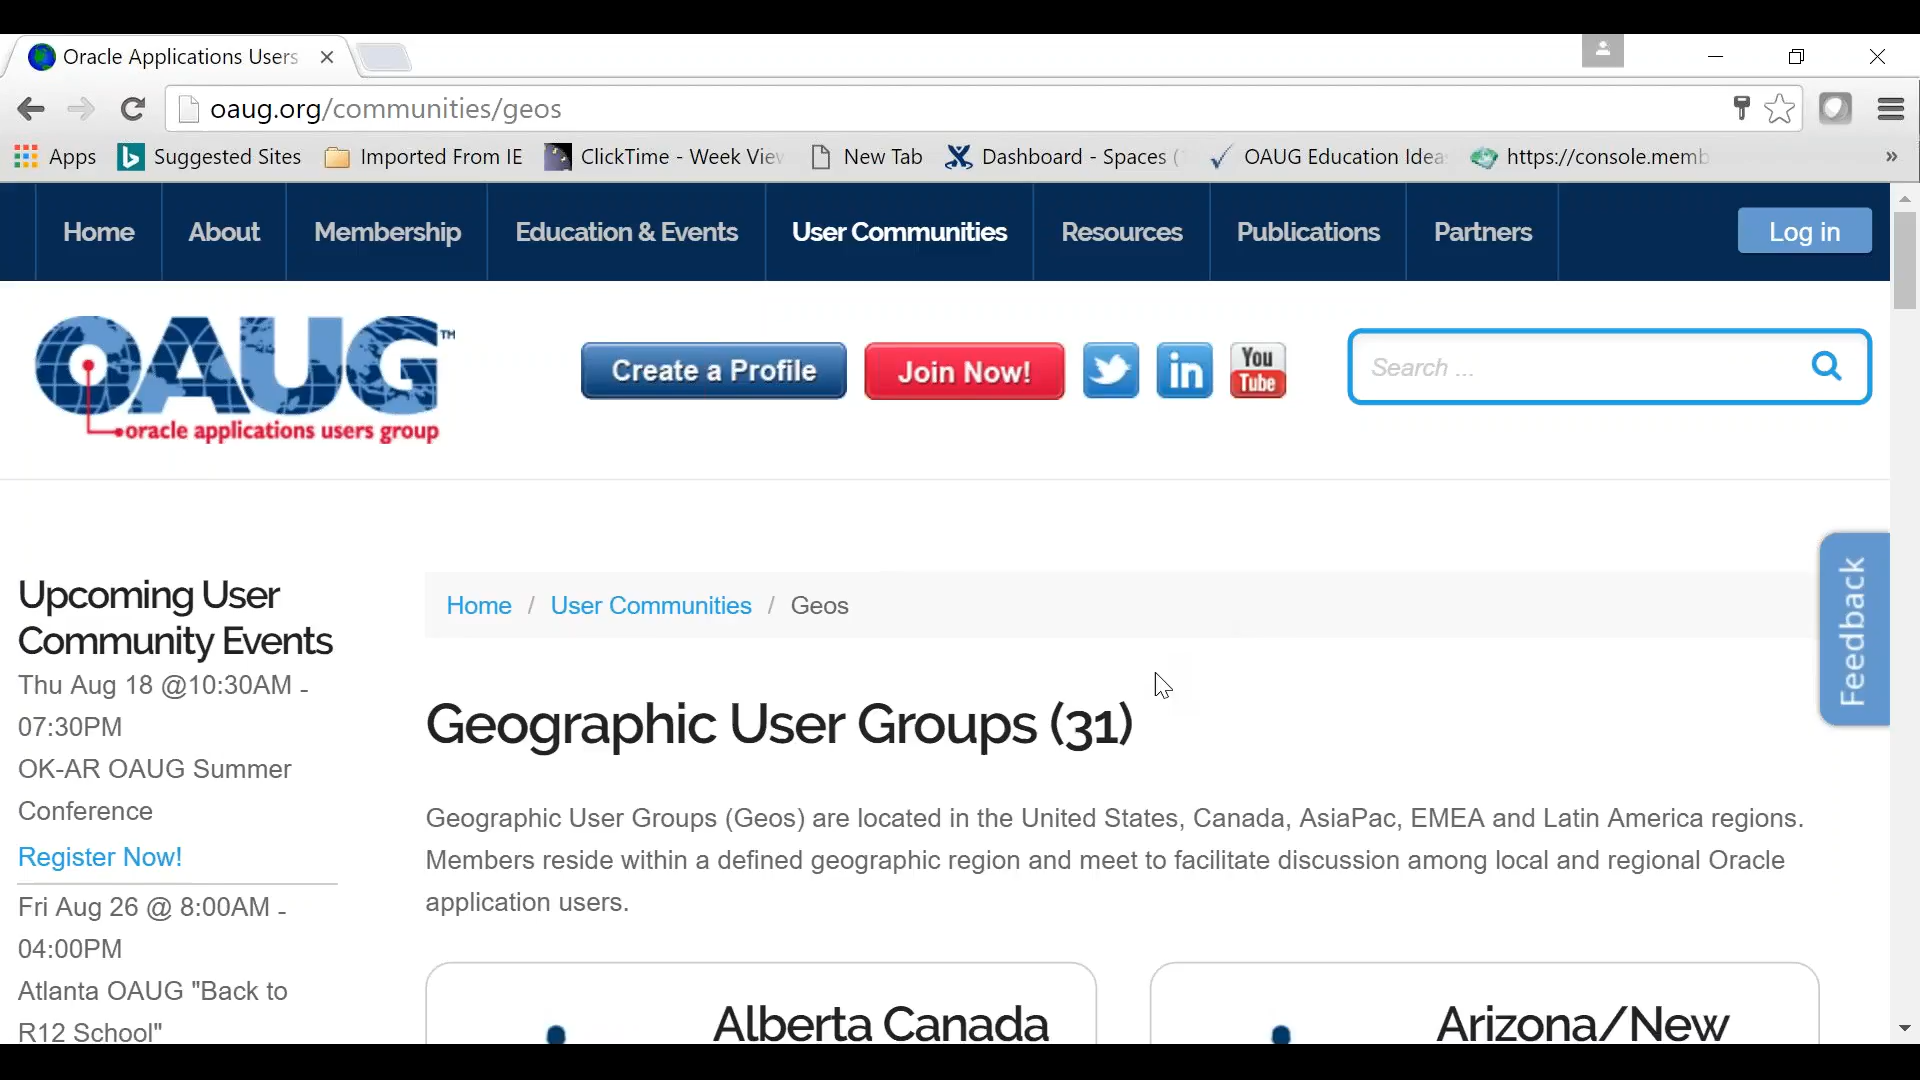 Oracle Applications Users
oaug.org/communities/geos
Apps Suggested Sites Imported From IE ClickTime - Week View New Tab Dashboard - Spaces ( OAUG Education Idea https://console.memb »
Home About Membership Education & Events User Communities Resources Publications Partners Log in
OAUG™
oracle applications users group
Create a Profile Join Now! in You Tube Search ...
Feedback
Upcoming User
Community Events
Thu Aug 18 @10:30AM -
07:30PM
OK-AR OAUG Summer
Conference
Register Now!
Fri Aug 26 @ 8:00AM -
04:00PM
Atlanta OAUG "Back to
R12 School"
Home / User Communities / Geos
Geographic User Groups (31)
Geographic User Groups (Geos) are located in the United States, Canada, AsiaPac, EMEA and Latin America regions.
Members reside within a defined geographic region and meet to facilitate discussion among local and regional Oracle
application users.
Alberta Canada
Arizona/New